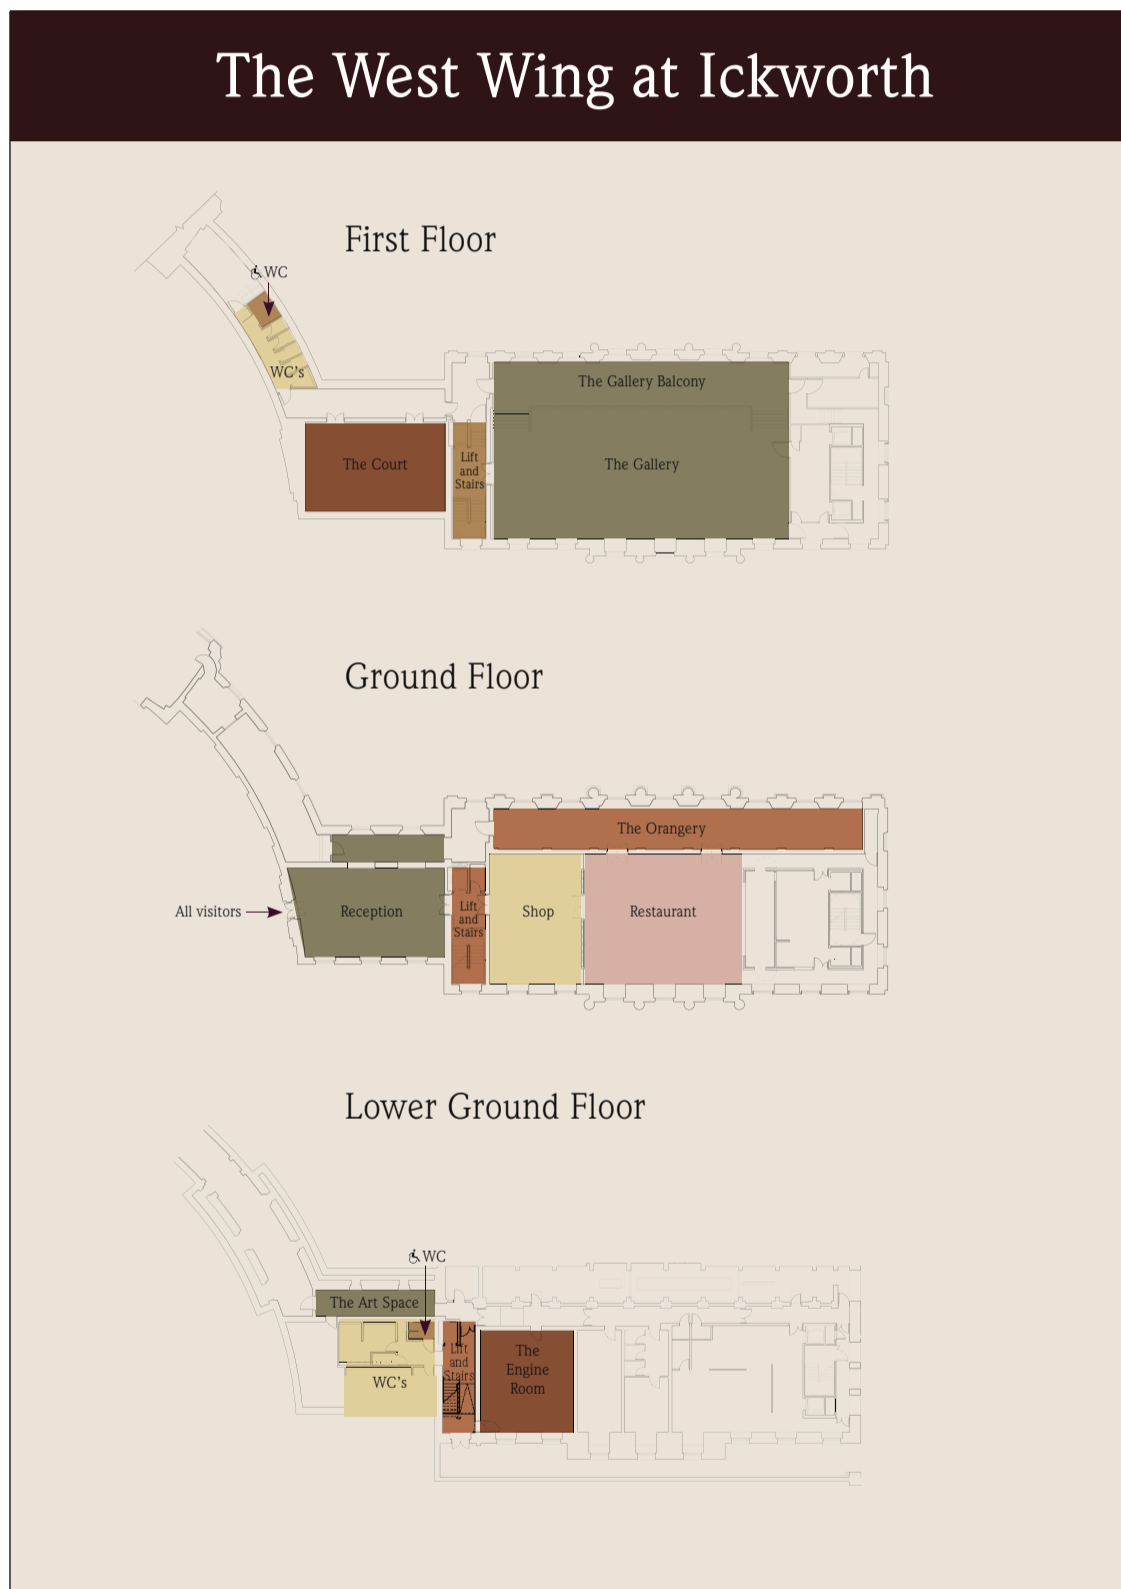 The West Wing at Ickworth
First Floor
♿WC
WC's
The Gallery Balcony
The Court
Lift
and
Stairs
The Gallery
Ground Floor
The Orangery
All visitors
Reception
Lift
and
Stairs
Shop
Restaurant
Lower Ground Floor
♿WC
The Art Space
Lift
and
Stairs
The
Engine
Room
WC's